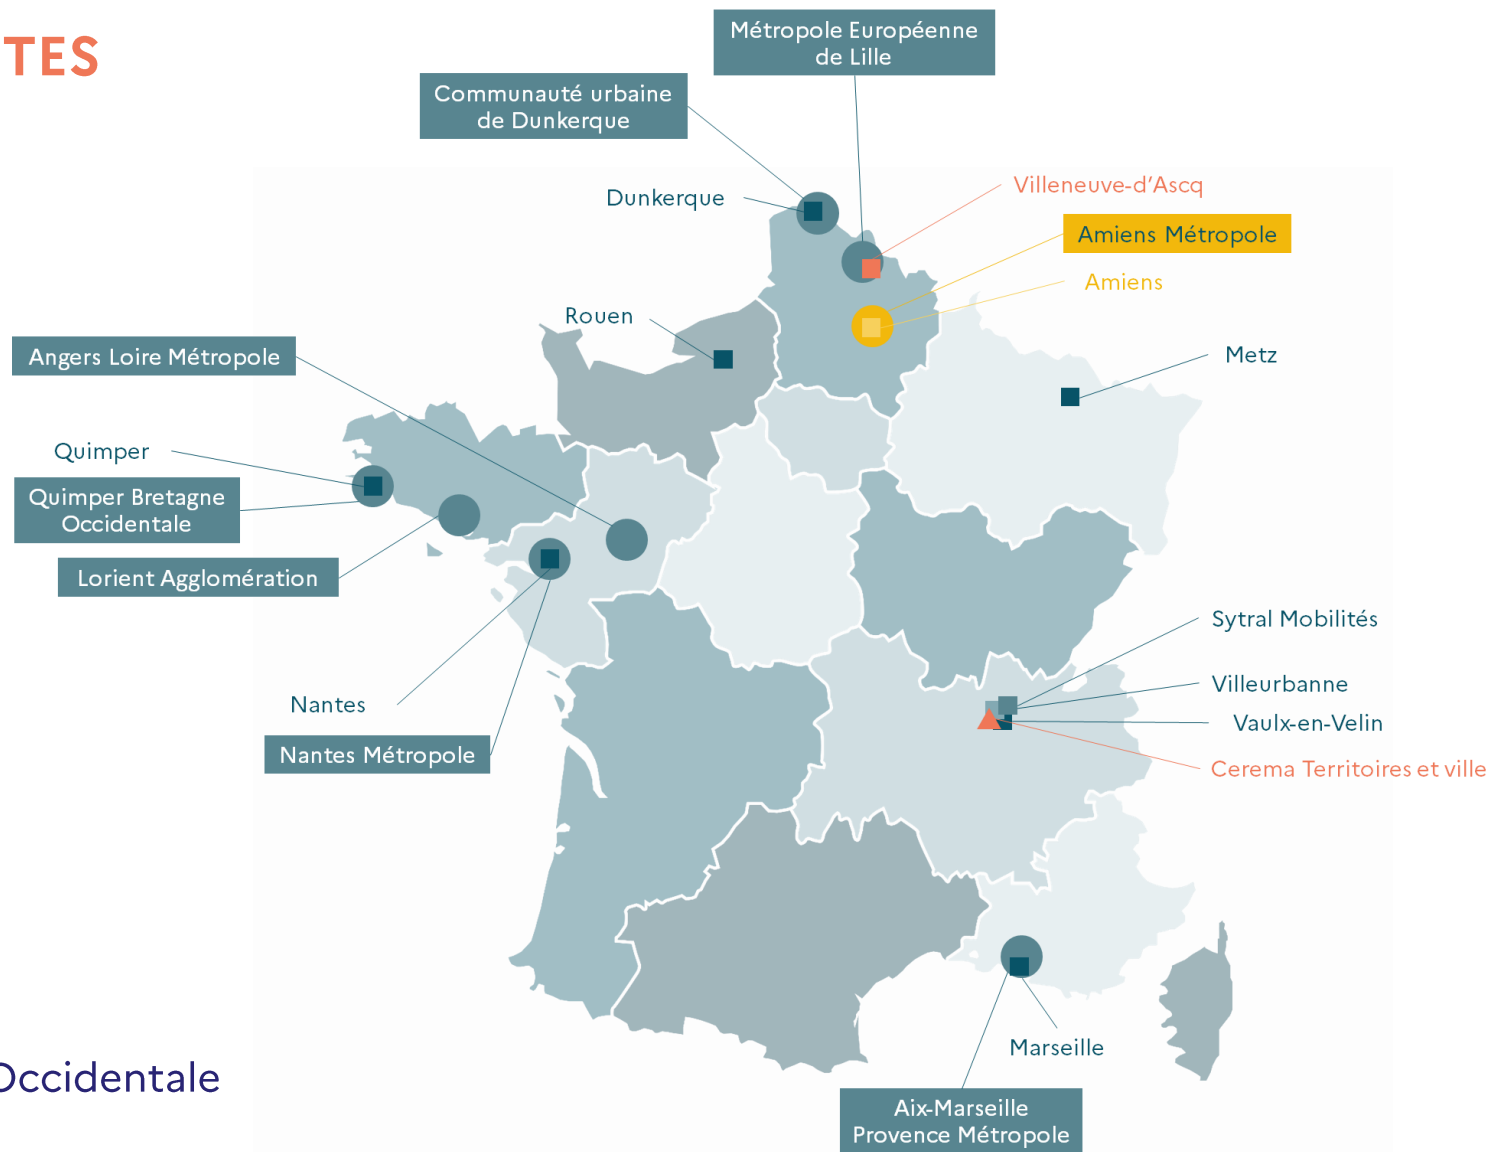 TES
Métropole Européenne
de Lille
Communauté urbaine
de Dunkerque
Dunkerque
Villeneuve-d'Ascq
Amiens Métropole
Amiens
Rouen
Angers Loire Métropole
Metz
Quimper
Quimper Bretagne
Occidentale
Lorient Agglomération
Sytral Mobilités
Villeurbanne
Nantes
Vaulx-en-Velin
Nantes Métropole
Cerema Territoires et ville
Marseille
Occidentale
Aix-Marseille
Provence Métropole